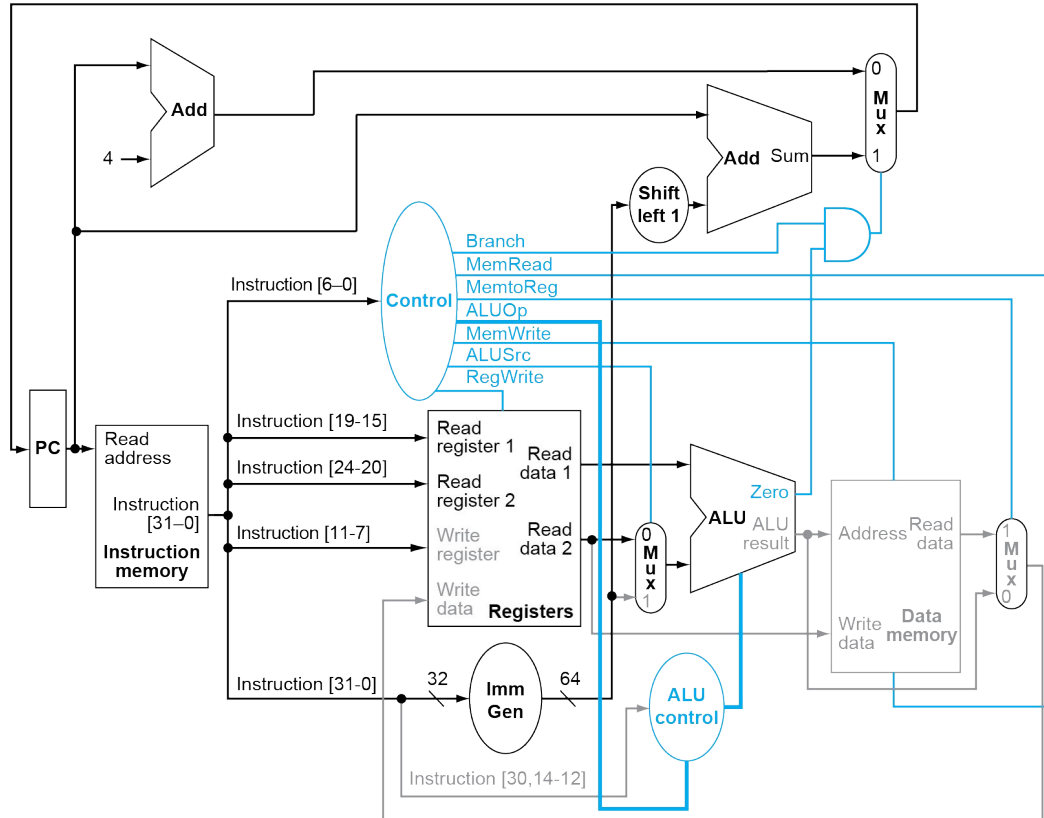 0
M
u
x
1
Add
4
Add
Sum
Shift
left 1
Branch
MemRead
MemtoReg
ALUOp
MemWrite
ALUSrc
RegWrite
Control
Instruction [6–0]
PC
Read
address
Instruction
[31–0]
Instruction
memory
Instruction [19-15]
Instruction [24-20]
Instruction [11-7]
Instruction [31-0]
Read
register 1
Read
register 2
Write
register
Write
data
Read
data 1
Read
data 2
Registers
0
M
u
x
1
Zero
ALU
ALU
result
Address
Read
data
Write
data
Data
memory
1
M
u
x
0
32
Imm
Gen
64
ALU
control
Instruction [30,14-12]